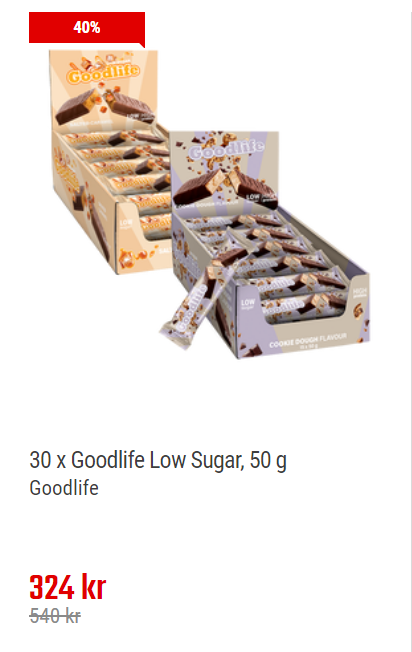 40%
Goodlife
LOW
Goodlife
LOW
LOW
HIGH
COOKIE DOUGH FLAVOUR
30 x Goodlife Low Sugar, 50 g
Goodlife
324 kr
540 kr